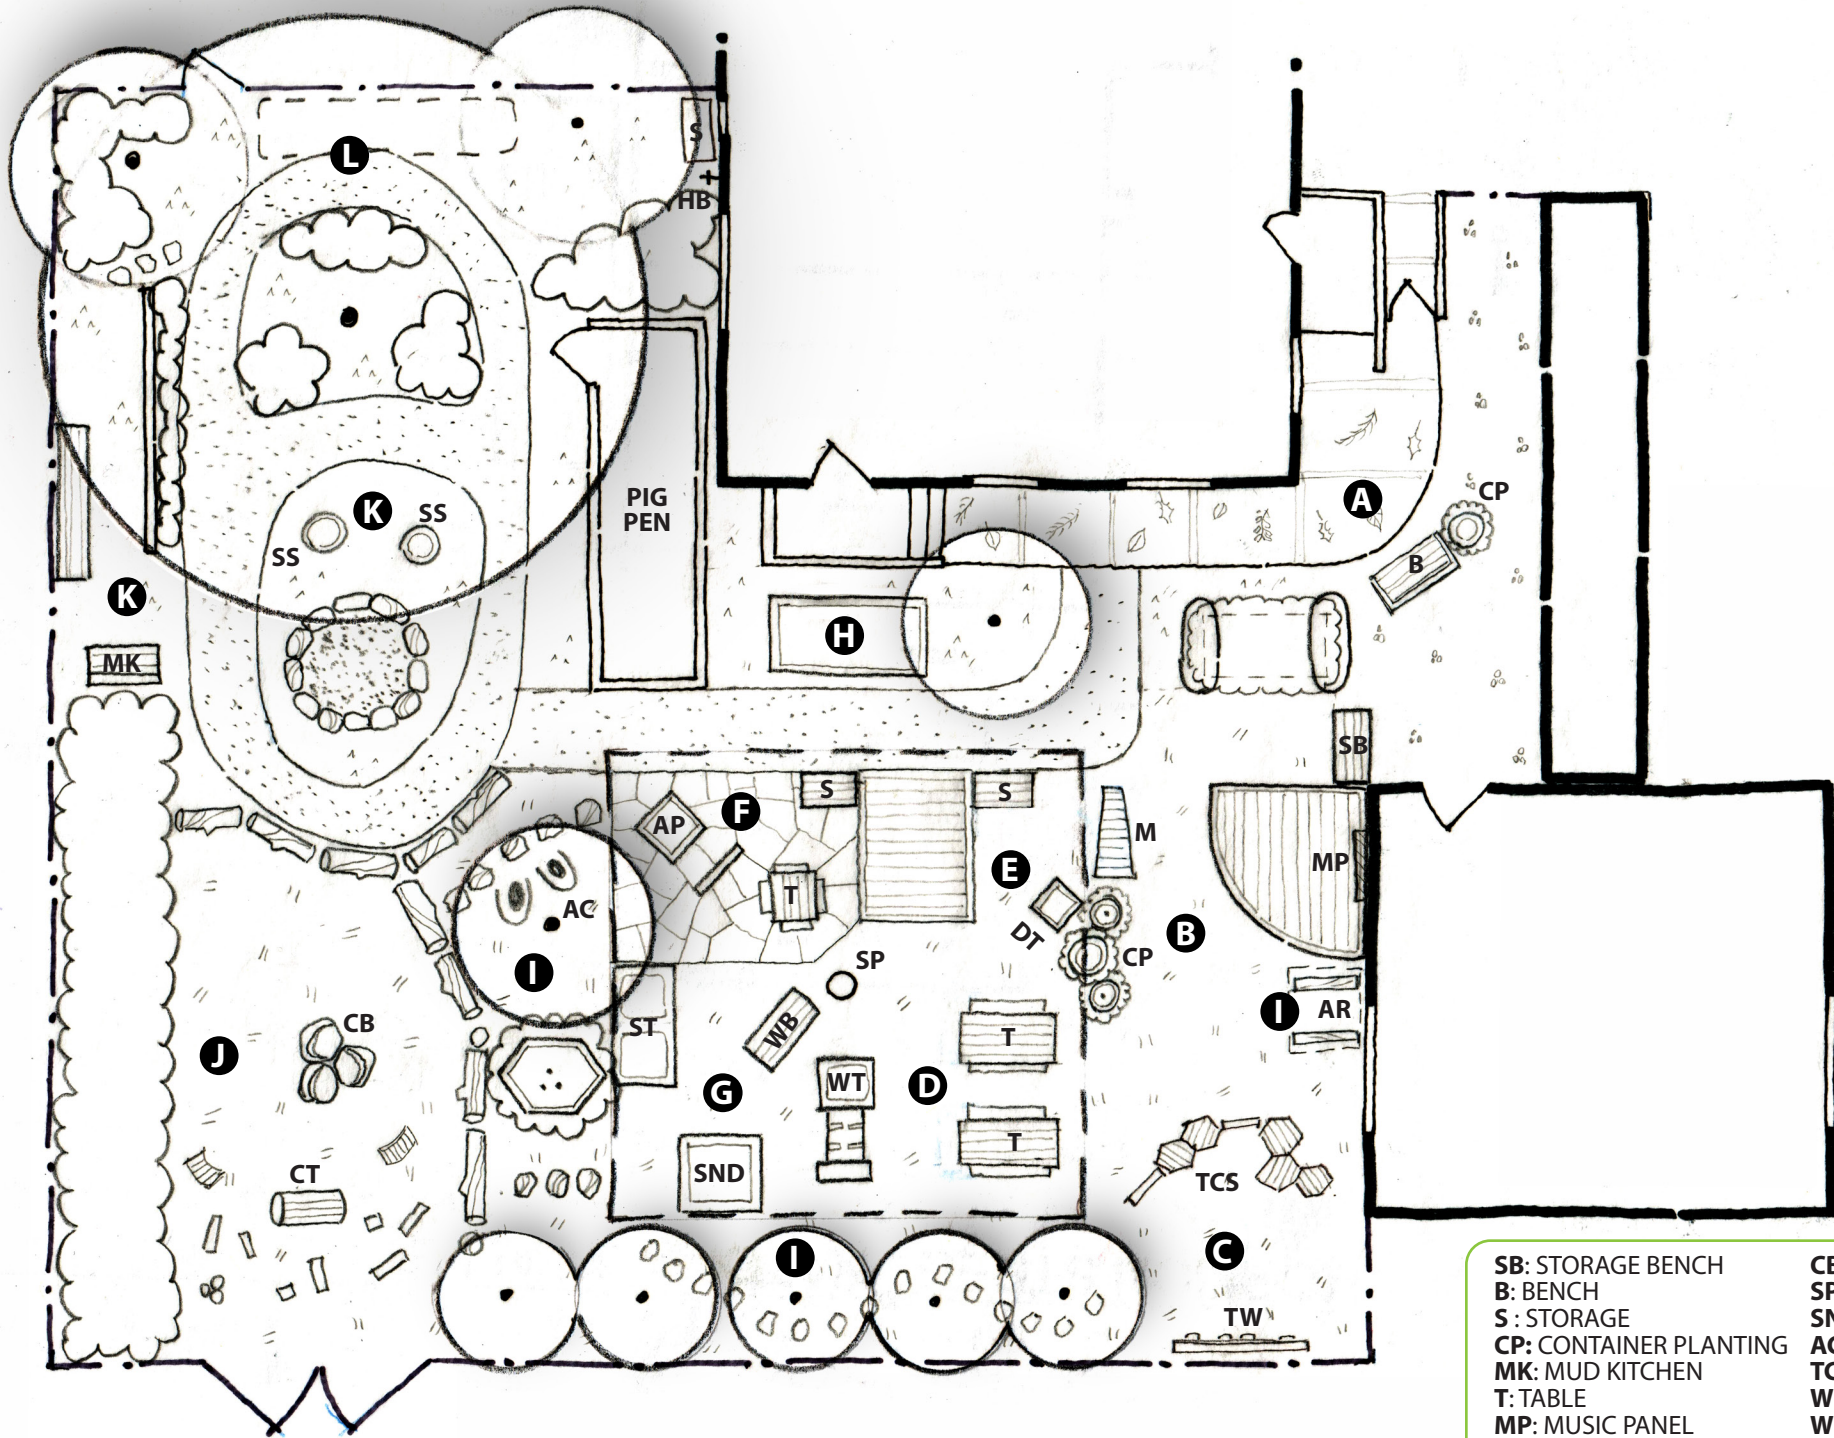 L
S
HB
K
SS
SS
PIG
PEN
A
CP
B
K
MK
H
SB
F
S
S
AP
T
E
M
MP
AC
I
DT
B
CP
SP
ST
WB
I
AR
J
CB
G
WT
D
T
T
SND
CT
TCS
C
I
TW
SB: STORAGE BENCH
B: BENCH
S : STORAGE
CP: CONTAINER PLANTING
MK: MUD KITCHEN
T: TABLE
MP: MUSIC PANEL